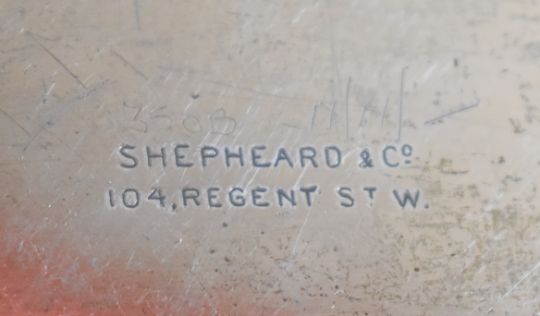 SHEPHEARD & Cº
104, REGENT ST W.